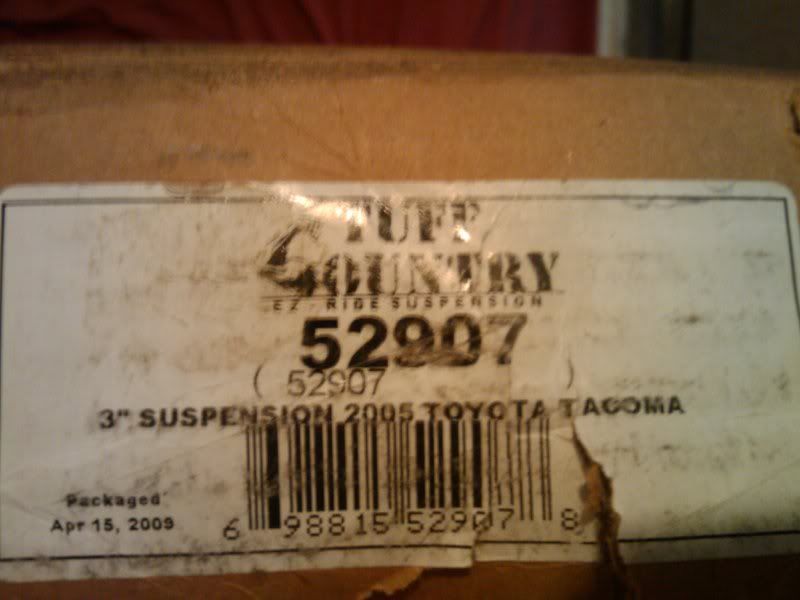 TUFF
COUNTRY
EZ-RIDE SUSPENSION
52907
( 52907 )
3" SUSPENSION 2005 TOYOTA TACOMA
Packaged
Apr 15, 2009
6 98815 52907 8